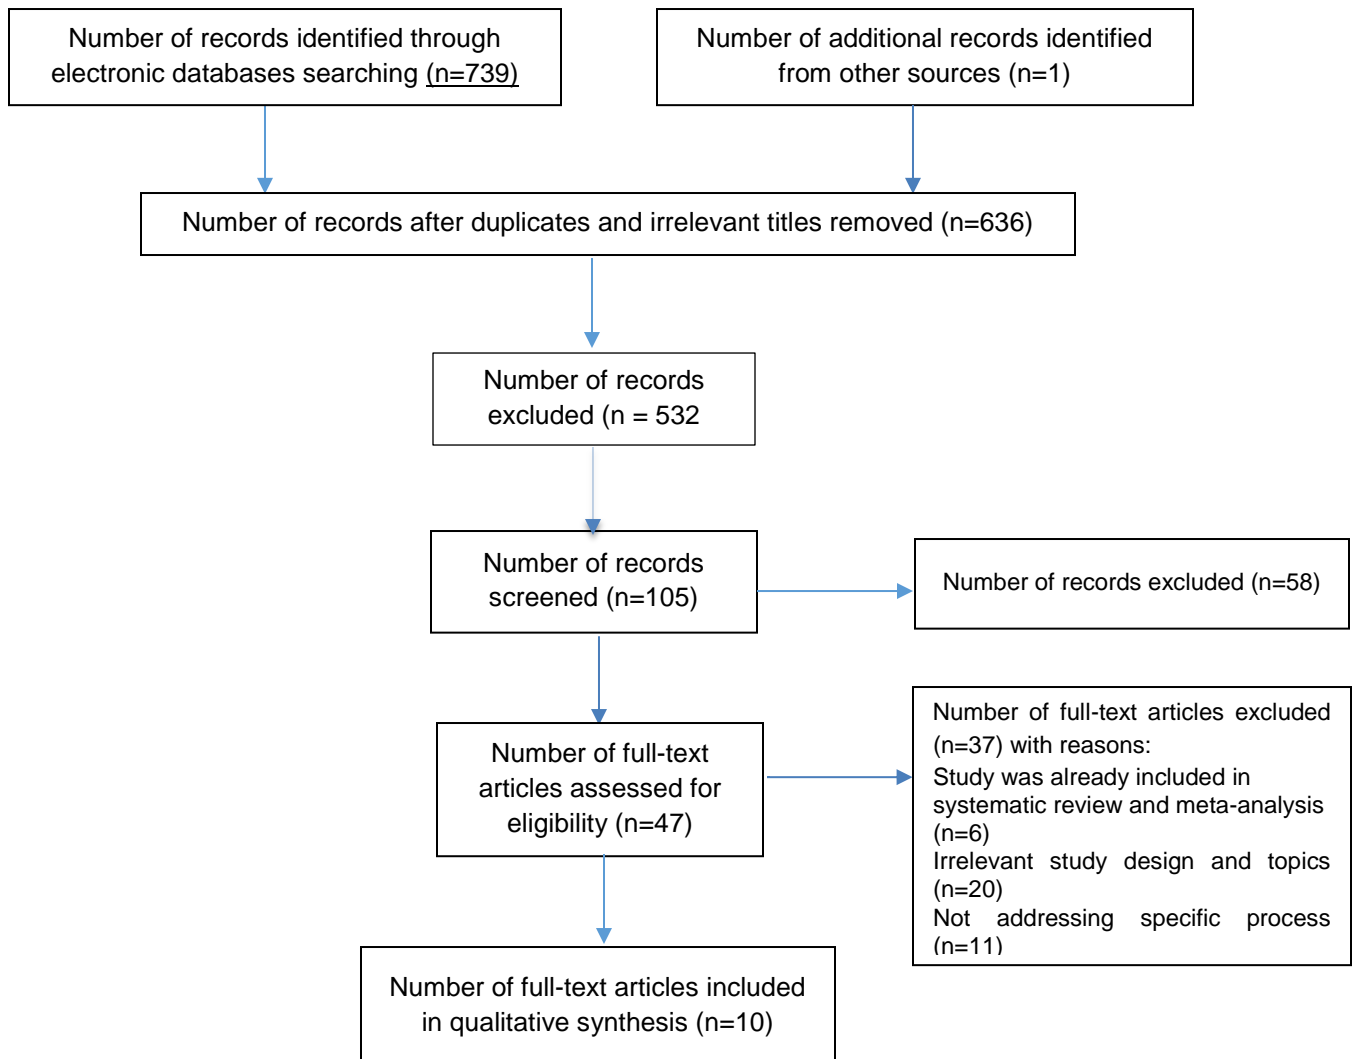 Number of records identified through
electronic databases searching (n=739)
Number of additional records identified
from other sources (n=1)
Number of records after duplicates and irrelevant titles removed (n=636)
Number of records
excluded (n = 532
Number of records
screened (n=105)
Number of records excluded (n=58)
Number of full-text
articles assessed for
eligibility (n=47)
Number of full-text articles excluded
(n=37) with reasons:
Study was already included in
systematic review and meta-analysis
(n=6)
Irrelevant study design and topics
(n=20)
Not addressing specific process
(n=11)
Number of full-text articles included
in qualitative synthesis (n=10)